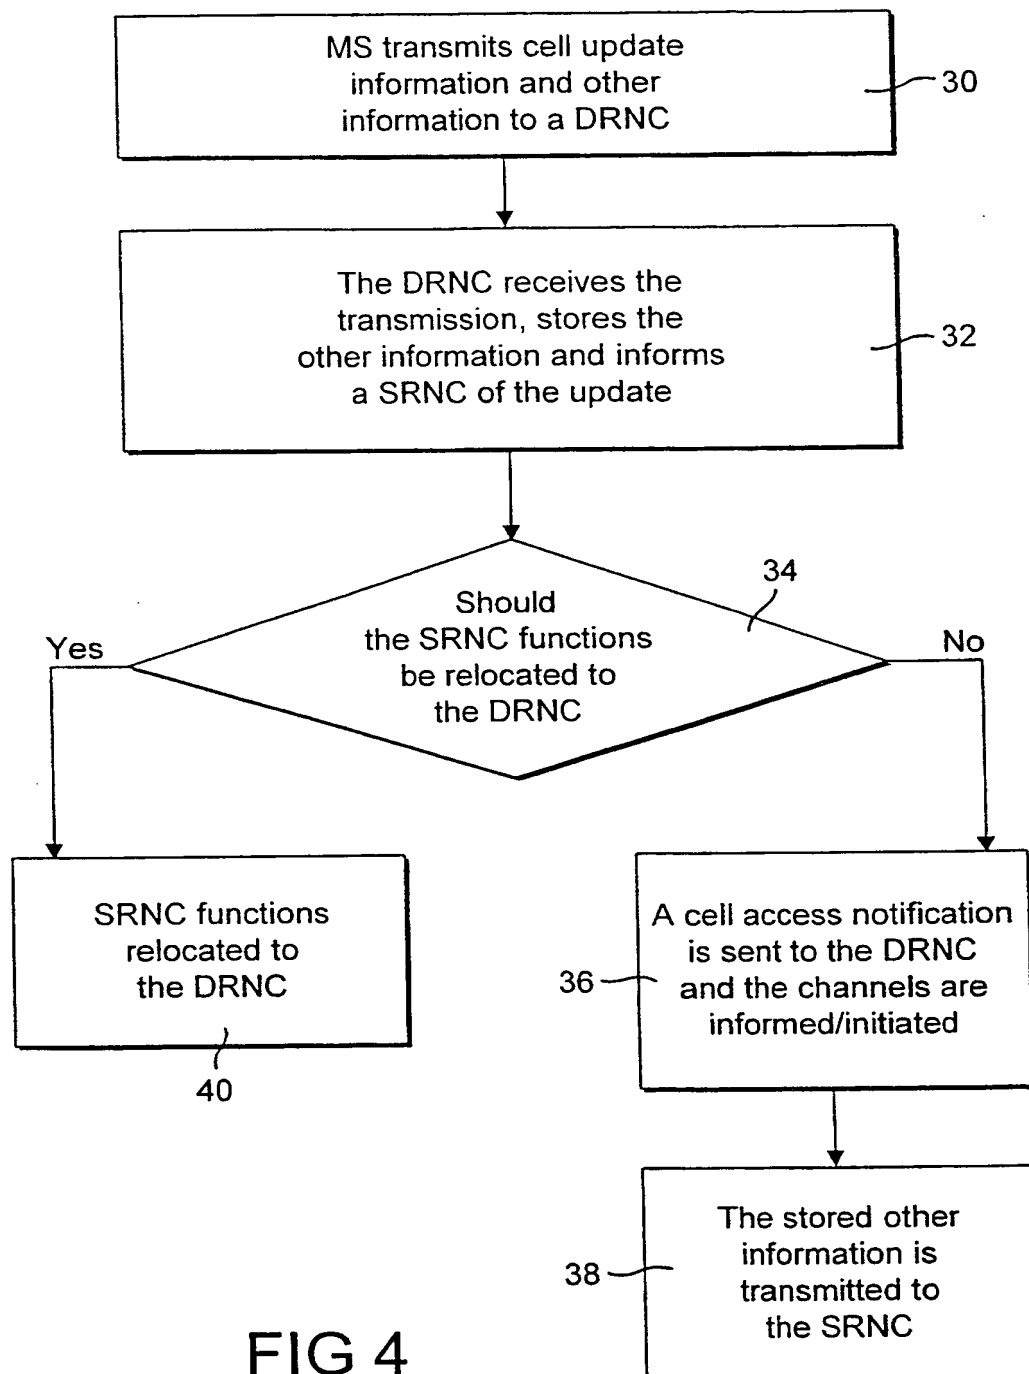 MS transmits cell update
information and other
information to a DRNC
30
The DRNC receives the
transmission, stores the
other information and informs
a SRNC of the update
32
34
Should
the SRNC functions
be relocated to
the DRNC
Yes
No
SRNC functions
relocated to
the DRNC
40
A cell access notification
is sent to the DRNC
and the channels are
informed/initiated
36
The stored other
information is
transmitted to
the SRNC
38
FIG 4